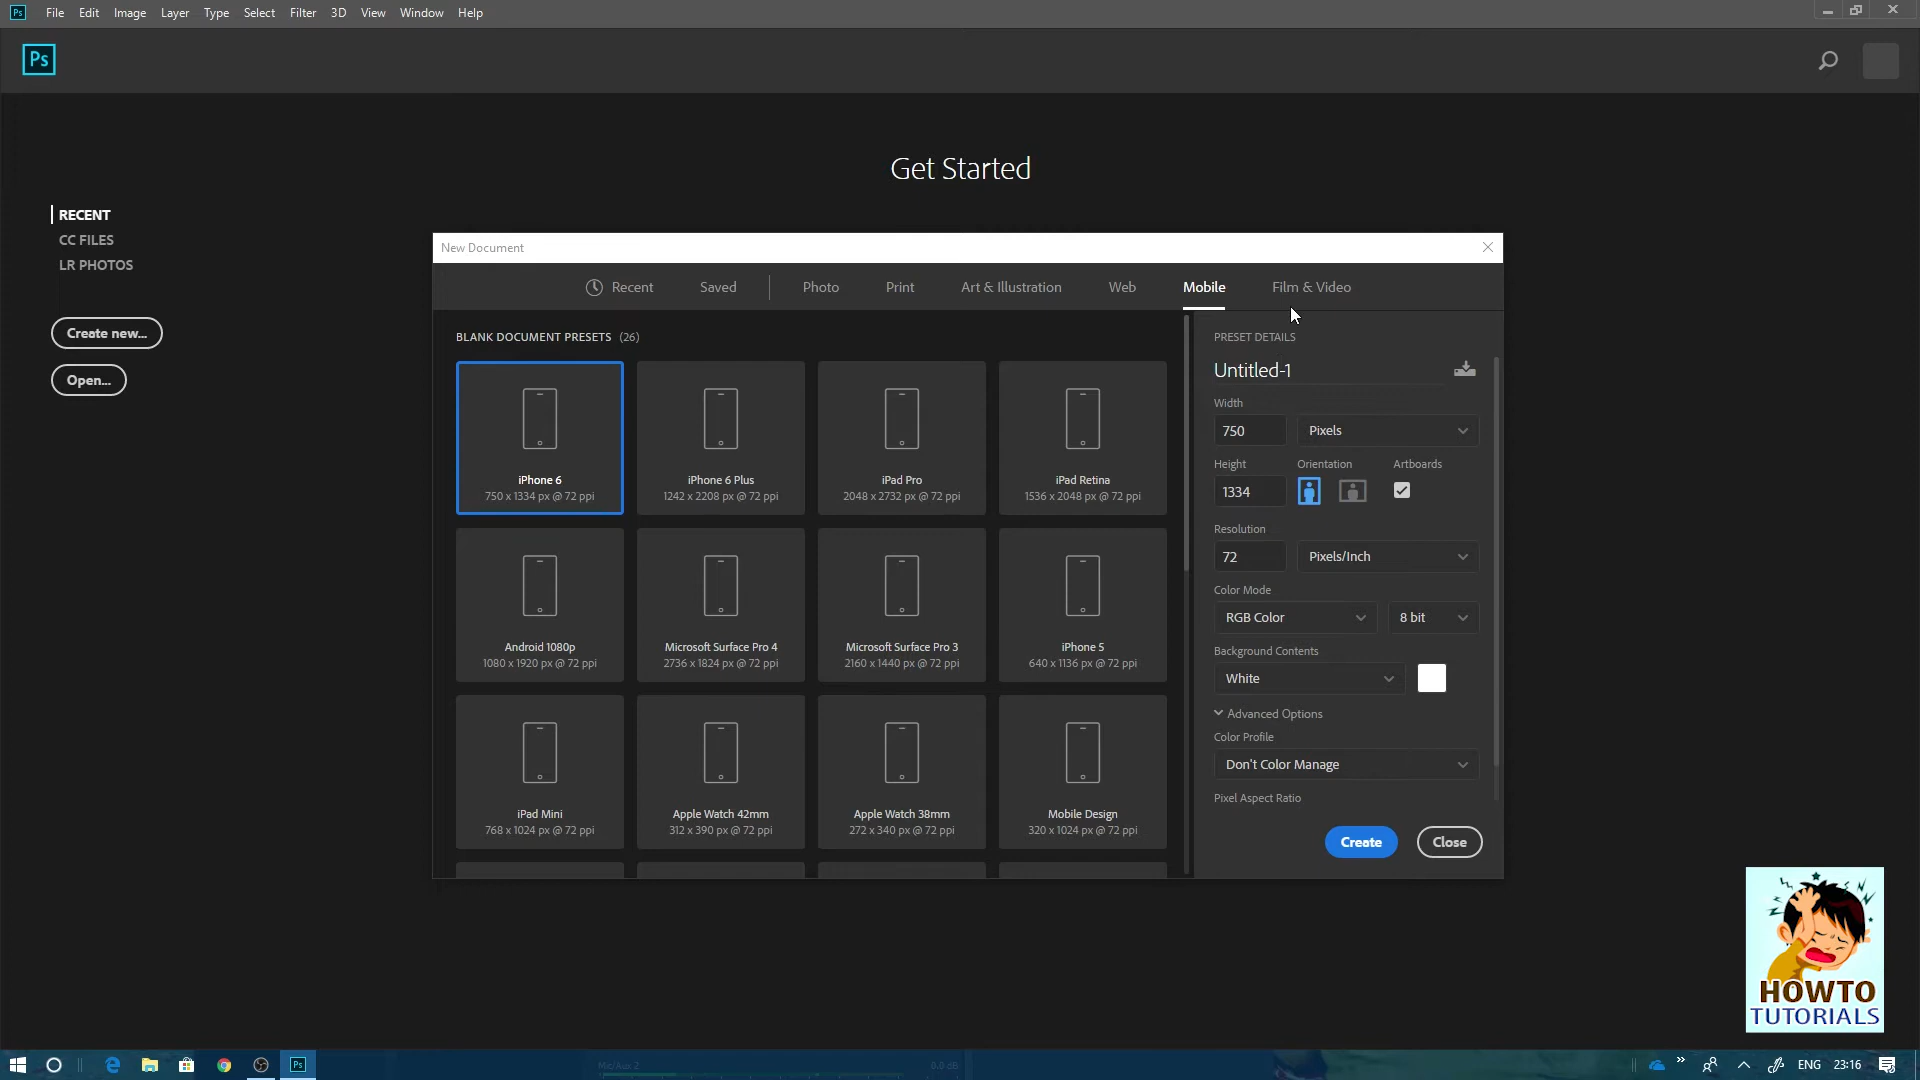 Ps File Edit Image Layer Type Select Filter 3D View Window Help
Ps
Get Started
RECENT
CC FILES
LR PHOTOS
Create new...
Open...
New Document
Recent Saved Photo Print Art & Illustration Web Mobile Film & Video
BLANK DOCUMENT PRESETS (26)
iPhone 6
750 x 1334 px @ 72 ppi
iPhone 6 Plus
1242 x 2208 px @ 72 ppi
iPad Pro
2048 x 2732 px @ 72 ppi
iPad Retina
1536 x 2048 px @ 72 ppi
Android 1080p
1080 x 1920 px @ 72 ppi
Microsoft Surface Pro 4
2736 x 1824 px @ 72 ppi
Microsoft Surface Pro 3
2160 x 1440 px @ 72 ppi
iPhone 5
640 x 1136 px @ 72 ppi
iPad Mini
768 x 1024 px @ 72 ppi
Apple Watch 42mm
312 x 390 px @ 72 ppi
Apple Watch 38mm
272 x 340 px @ 72 ppi
Mobile Design
320 x 1024 px @ 72 ppi
PRESET DETAILS
Untitled-1
Width
750 Pixels
Height Orientation Artboards
1334
Resolution
72 Pixels/Inch
Color Mode
RGB Color 8 bit
Background Contents
White
Advanced Options
Color Profile
Don't Color Manage
Pixel Aspect Ratio
Create Close
HOWTO
TUTORIALS
Ps
Mic/Aux 2 0.0 dB
ENG 23:16